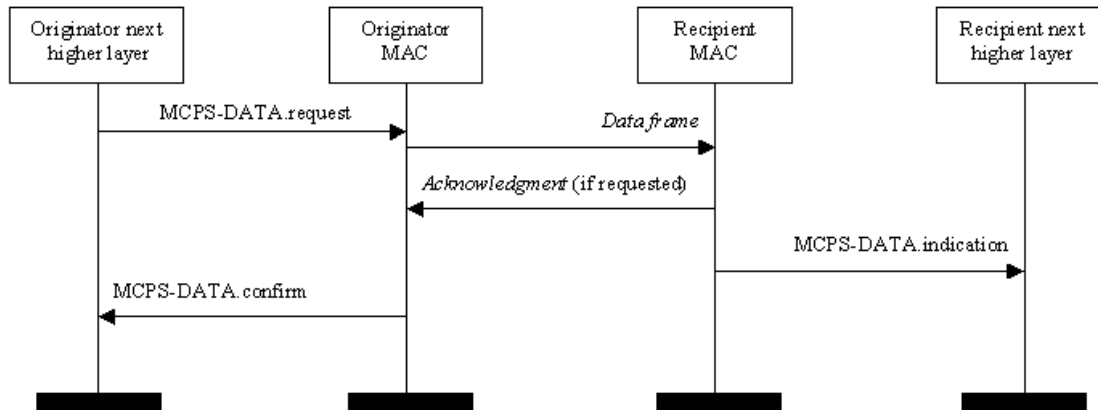 Originator next
higher layer
Originator
MAC
Recipient
MAC
Recipient next
higher layer
MCPS-DATA.request
Data frame
Acknowledgment (if requested)
MCPS-DATA.indication
MCPS-DATA.confirm